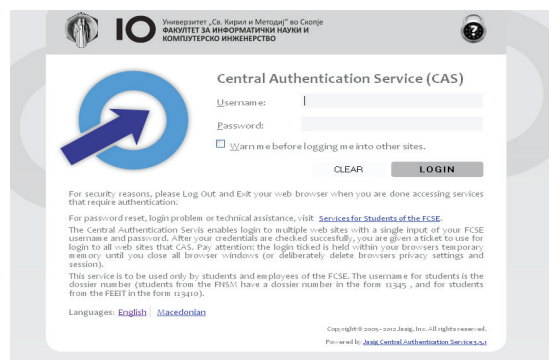 Универзитет „Св. Кирил и Методиј" во Скопје
ФАКУЛТЕТ ЗА ИНФОРМАТИЧКИ НАУКИ И
КОМПЈУТЕРСКО ИНЖЕНЕРСТВО
Central Authentication Service (CAS)
Username:
Password:
Warn me before logging me into other sites.
CLEAR LOGIN
For security reasons, please Log Out and Exit your web browser when you are done accessing services
that require authentication.
For password reset, login problem or technical assistance, visit Services for Students of the FCSE.
The Central Authentication Servis enables login to multiple web sites with a single input of your FCSE
username and password. After your credentials are checked succesfully, you are given a ticket to use for
login to all web sites that CAS. Pay attention: the login ticked is held within your browsers temporary
memory until you close all browser windows (or deliberately delete browsers privacy settings and
session).
This service is to be used only by students and employees of the FCSE. The username for students is the
dossier number (students from the FNSM have a dossier number in the form 11345 , and for students
from the FEEIT in the form 113410).
Languages: English | Macedonian
Copyright © 2005 - 2012 Jasig, Inc. All rights reserved.
Powered by Jasig Central Authentication Service 3.5.1